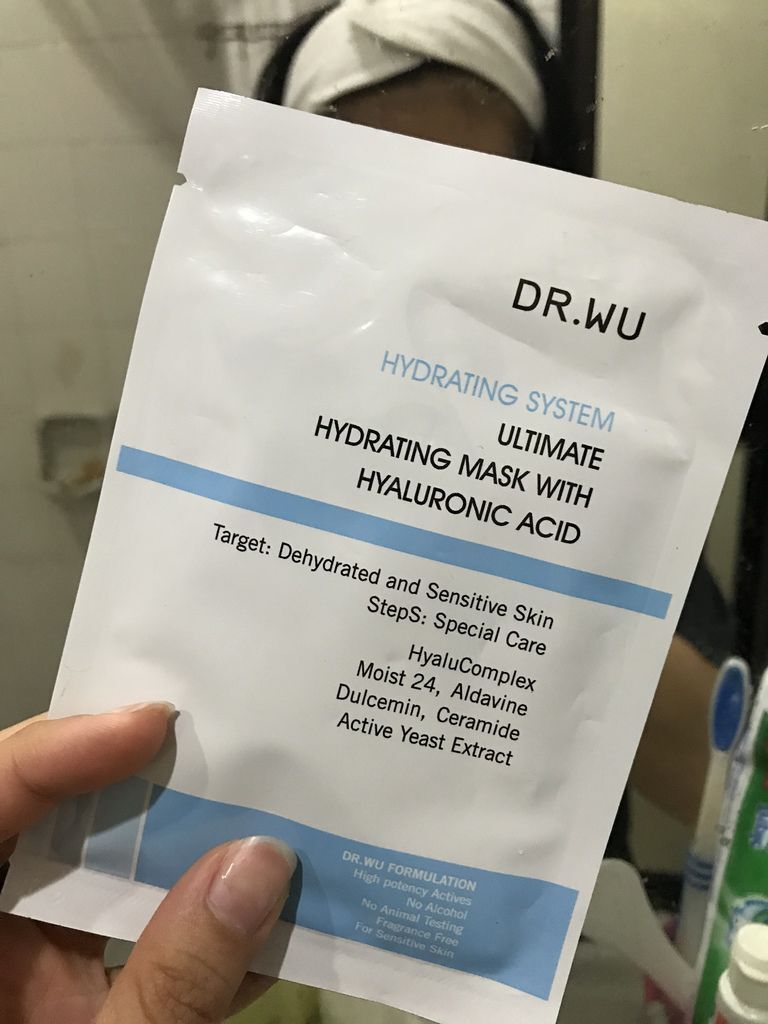 DR.WU
HYDRATING SYSTEM
ULTIMATE
HYDRATING MASK WITH
HYALURONIC ACID
Target: Dehydrated and Sensitive Skin
StepS: Special Care
HyaluComplex
Moist 24, Aldavine
Dulcemin, Ceramide
Active Yeast Extract
DR.WU FORMULATION
High potency Actives
No Alcohol
No Animal Testing
Fragrance Free
For Sensitive Skin